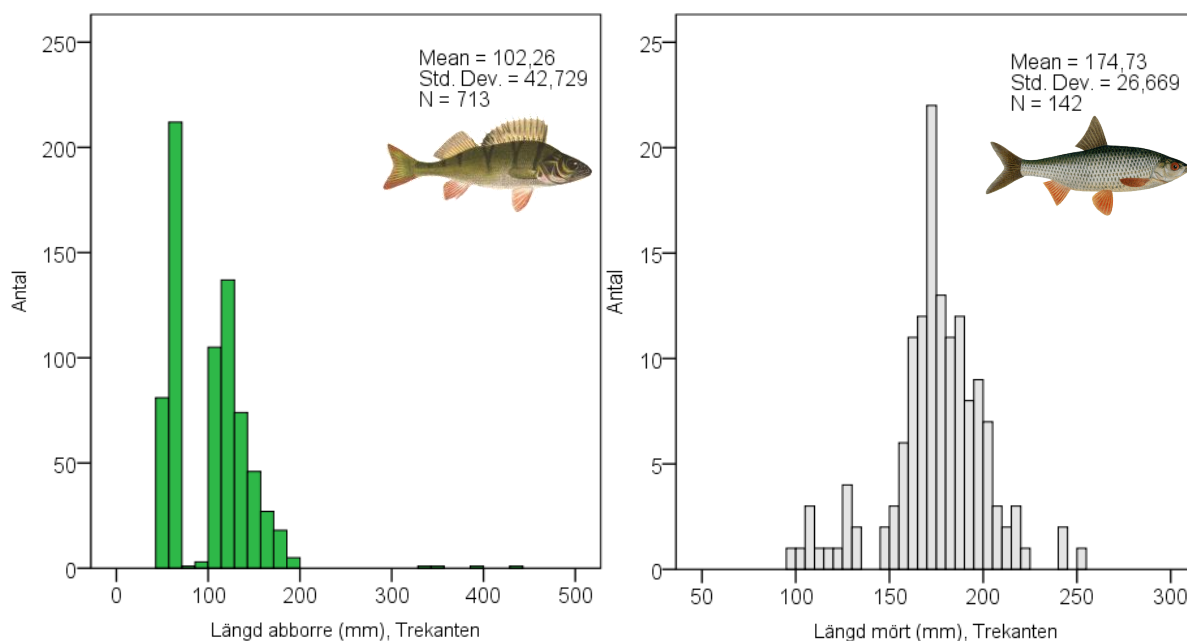 250
200
150
100
50
0
Antal
Mean = 102,26
Std. Dev. = 42,729
N = 713
0 100 200 300 400 500
Längd abborre (mm), Trekanten
25
20
15
10
5
0
Antal
Mean = 174,73
Std. Dev. = 26,669
N = 142
50 100 150 200 250 300
Längd mört (mm), Trekanten